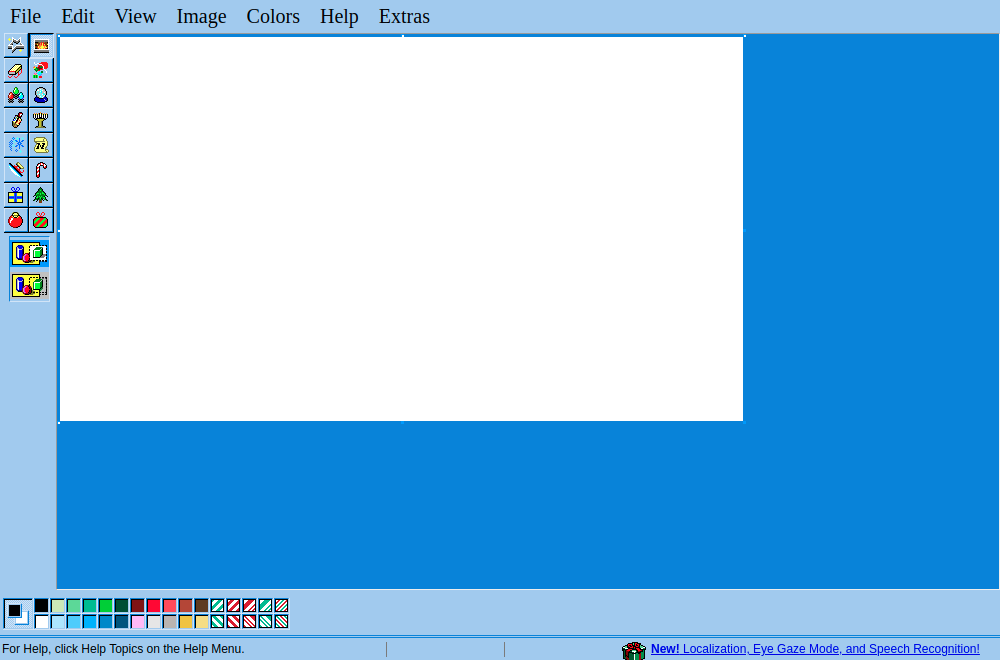 File Edit View Image Colors Help Extras
For Help, click Help Topics on the Help Menu.
New! Localization, Eye Gaze Mode, and Speech Recognition!